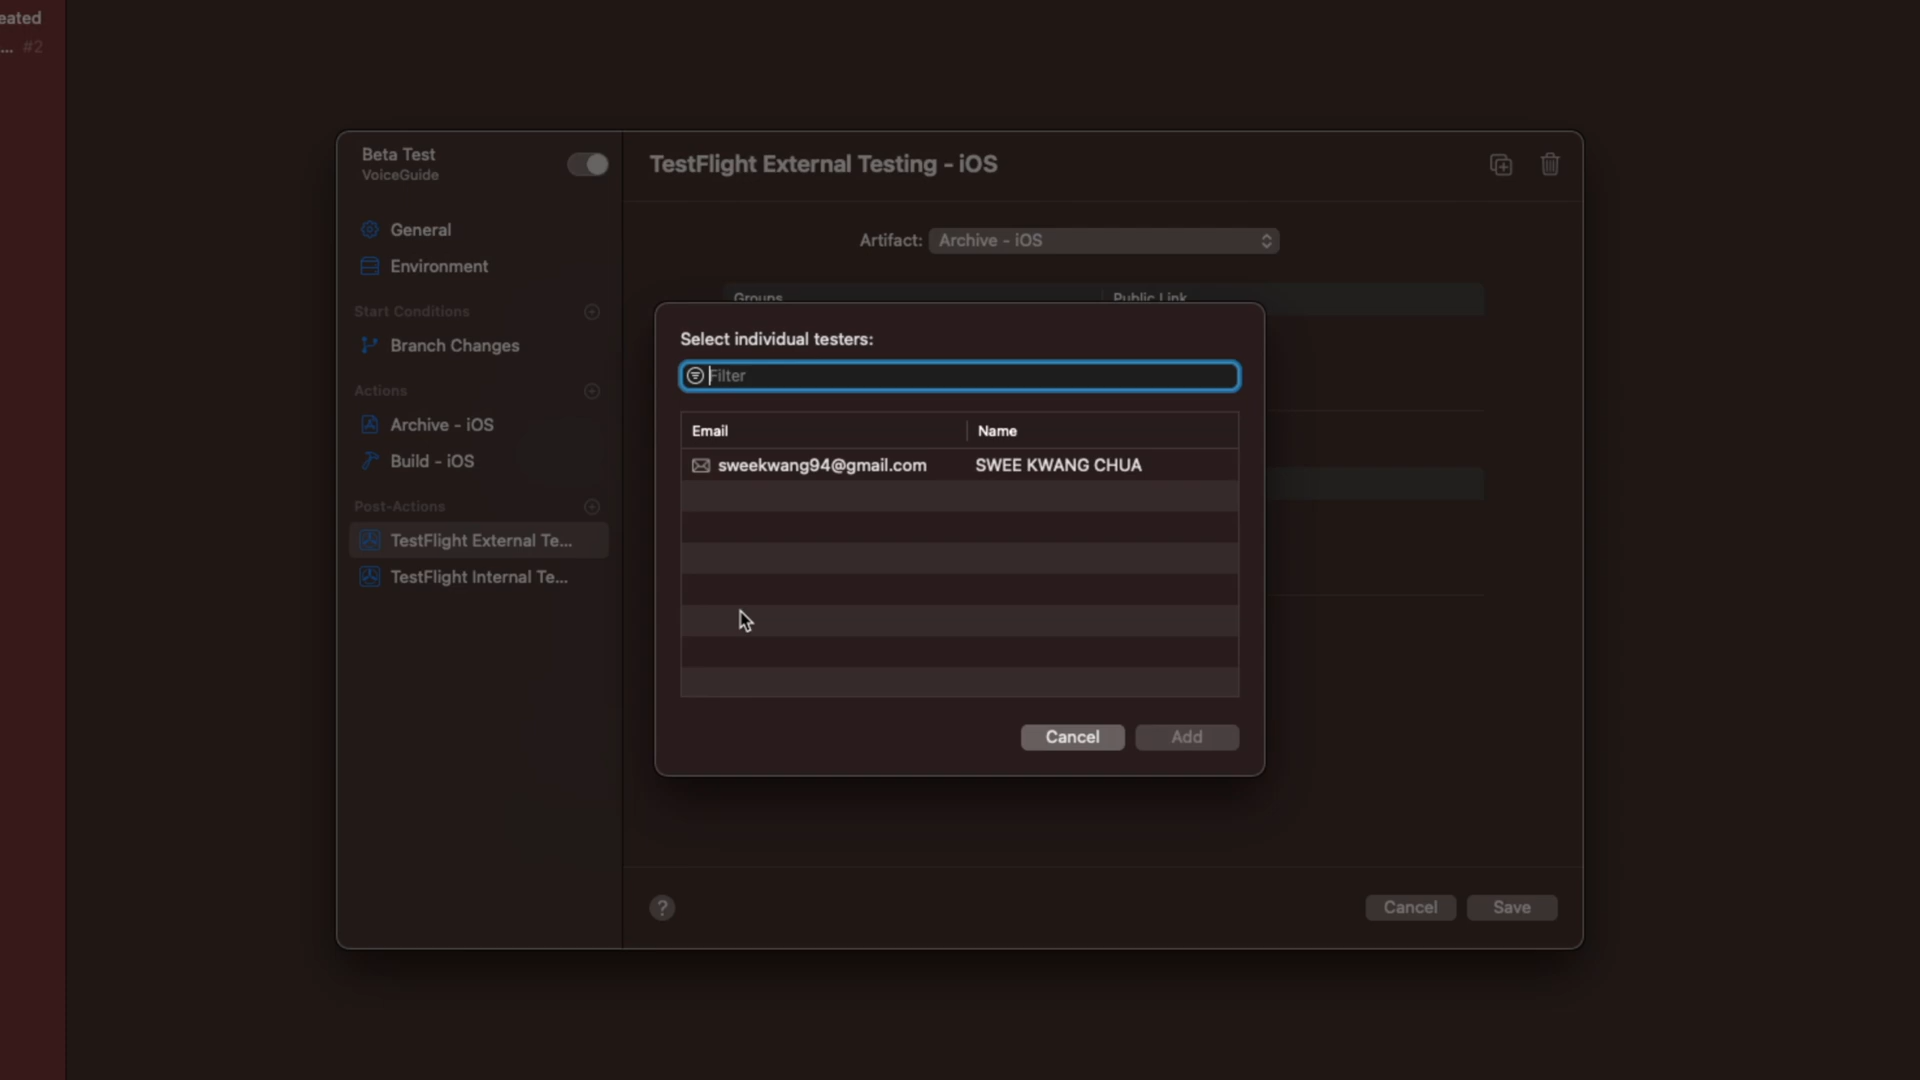 eated
... #2
Beta Test
VoiceGuide
General
Environment
Start Conditions
Branch Changes
Actions
Archive - iOS
Build - iOS
Post-Actions
TestFlight External Te...
TestFlight Internal Te...
TestFlight External Testing - iOS
Artifact: Archive - iOS
Groups Public Link
Select individual testers:
Filter
Email Name
sweekwang94@gmail.com SWEE KWANG CHUA
Cancel Add
? Cancel Save